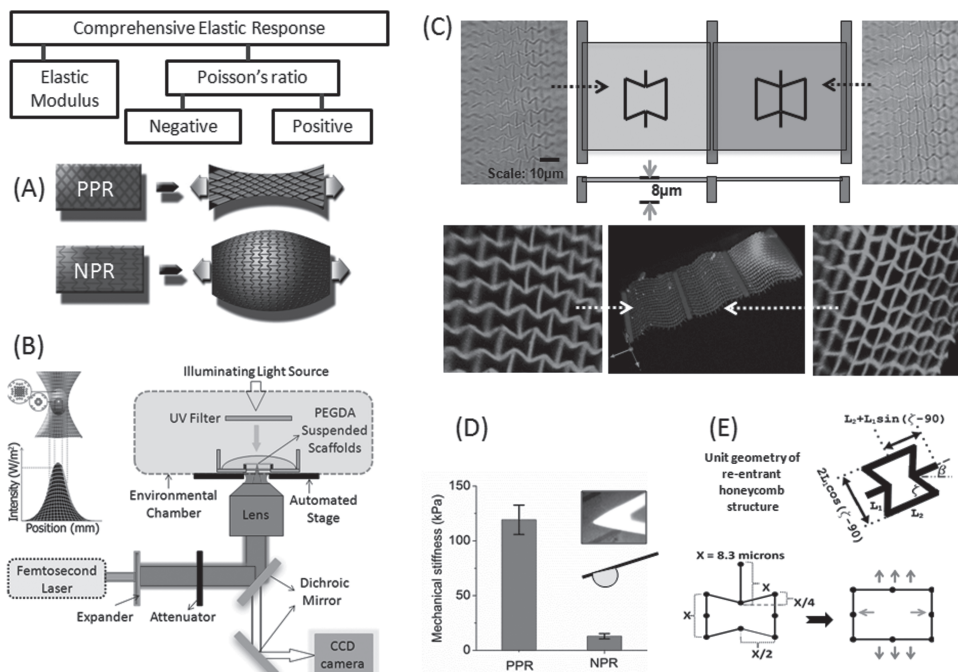 Comprehensive Elastic Response
Elastic
Modulus
Poisson's ratio
Negative
Positive
(A)
PPR
NPR
(B)
Illuminating Light Source
UV Filter
PEGDA
Suspended
Scaffolds
Intensity (W/m²)
Position (mm)
Environmental
Chamber
Automated
Stage
Lens
Femtosecond
Laser
Expander
Attenuator
Dichroic
Mirror
CCD
camera
(C)
Scale: 10µm
8µm
(D)
Mechanical stiffness (kPa)
150
100
50
0
PPR
NPR
(E)
Unit geometry of
re-entrant
honeycomb
structure
L₂+L₁sin(ζ-90)
2L₁cos(ζ-90)
β
ζ
L₁
L₂
X = 8.3 microns
X
X/4
X
X/2